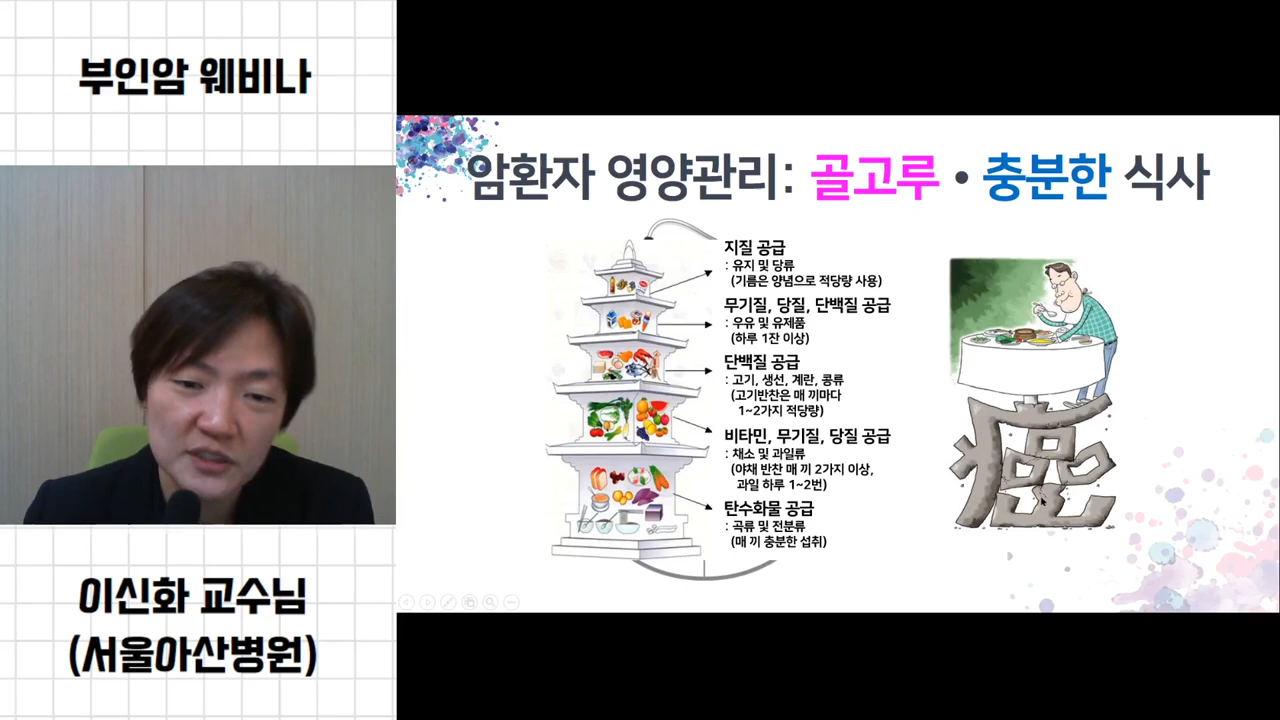 부인암 웨비나
암환자 영양관리: 골고루 • 충분한 식사
지질 공급
: 유지 및 당류
(기름은 양념으로 적당량 사용)
무기질, 당질, 단백질 공급
: 우유 및 유제품
(하루 1잔 이상)
단백질 공급
: 고기, 생선, 계란, 콩류
(고기반찬은 매 끼마다
1~2가지 적당량)
비타민, 무기질, 당질 공급
: 채소 및 과일류
(야채 반찬 매 끼 2가지 이상,
과일 하루 1~2번)
탄수화물 공급
: 곡류 및 전분류
(매 끼 충분한 섭취)
癌
이신화 교수님
(서울아산병원)